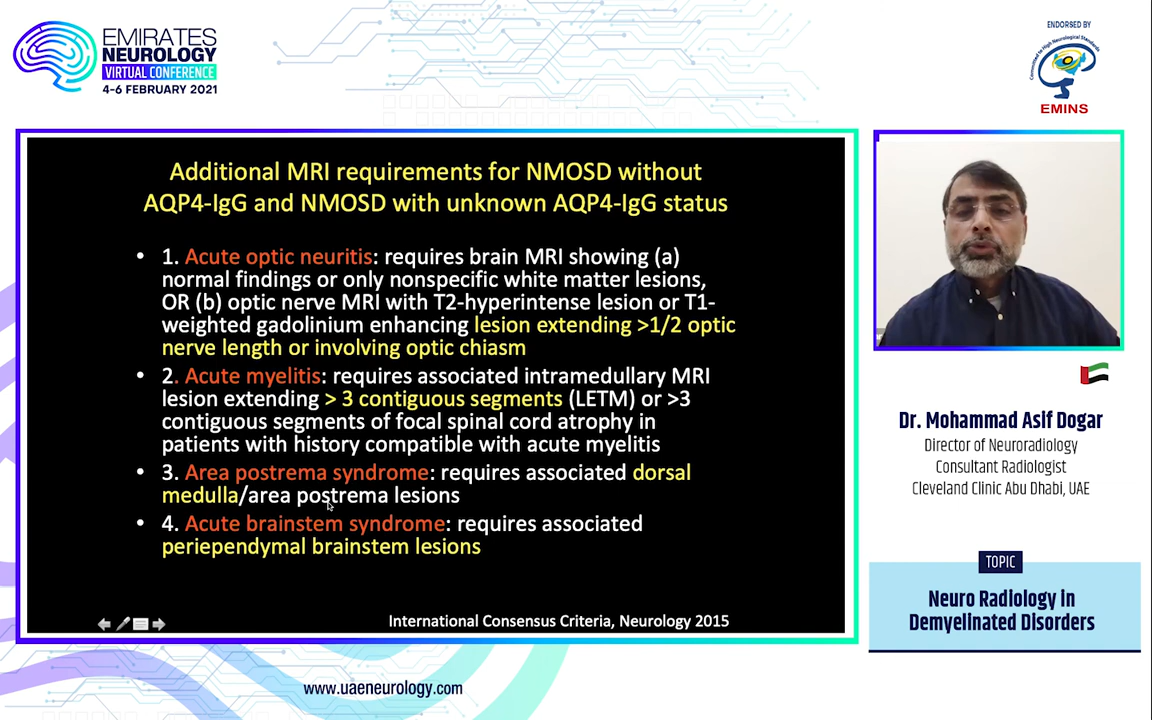 EMIRATES
NEUROLOGY
VIRTUAL CONFERENCE
4-6 FEBRUARY 2021
ENDORSED BY
Committed to High Neurological Standards
EMINS
Additional MRI requirements for NMOSD without
AQP4-IgG and NMOSD with unknown AQP4-IgG status
• 1. Acute optic neuritis: requires brain MRI showing (a)
normal findings or only nonspecific white matter lesions,
OR (b) optic nerve MRI with T2-hyperintense lesion or T1-
weighted gadolinium enhancing lesion extending >1/2 optic
nerve length or involving optic chiasm
• 2. Acute myelitis: requires associated intramedullary MRI
lesion extending > 3 contiguous segments (LETM) or >3
contiguous segments of focal spinal cord atrophy in
patients with history compatible with acute myelitis
• 3. Area postrema syndrome: requires associated dorsal
medulla/area postrema lesions
• 4. Acute brainstem syndrome: requires associated
periependymal brainstem lesions
International Consensus Criteria, Neurology 2015
Dr. Mohammad Asif Dogar
Director of Neuroradiology
Consultant Radiologist
Cleveland Clinic Abu Dhabi, UAE
TOPIC
Neuro Radiology in
Demyelinated Disorders
www.uaeneurology.com